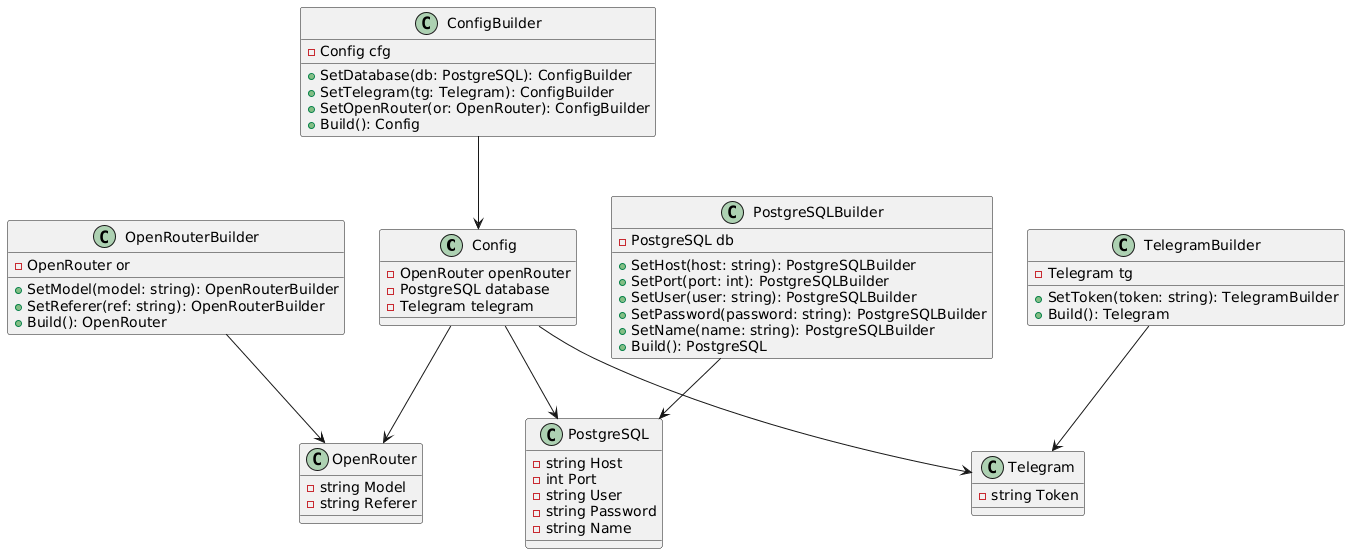 C ConfigBuilder
Config cfg
SetDatabase(db: PostgreSQL): ConfigBuilder
SetTelegram(tg: Telegram): ConfigBuilder
SetOpenRouter(or: OpenRouter): ConfigBuilder
Build(): Config
C OpenRouterBuilder
OpenRouter or
SetModel(model: string): OpenRouterBuilder
SetReferer(ref: string): OpenRouterBuilder
Build(): OpenRouter
C Config
OpenRouter openRouter
PostgreSQL database
Telegram telegram
C PostgreSQLBuilder
PostgreSQL db
SetHost(host: string): PostgreSQLBuilder
SetPort(port: int): PostgreSQLBuilder
SetUser(user: string): PostgreSQLBuilder
SetPassword(password: string): PostgreSQLBuilder
SetName(name: string): PostgreSQLBuilder
Build(): PostgreSQL
C TelegramBuilder
Telegram tg
SetToken(token: string): TelegramBuilder
Build(): Telegram
C OpenRouter
string Model
string Referer
C PostgreSQL
string Host
int Port
string User
string Password
string Name
C Telegram
string Token